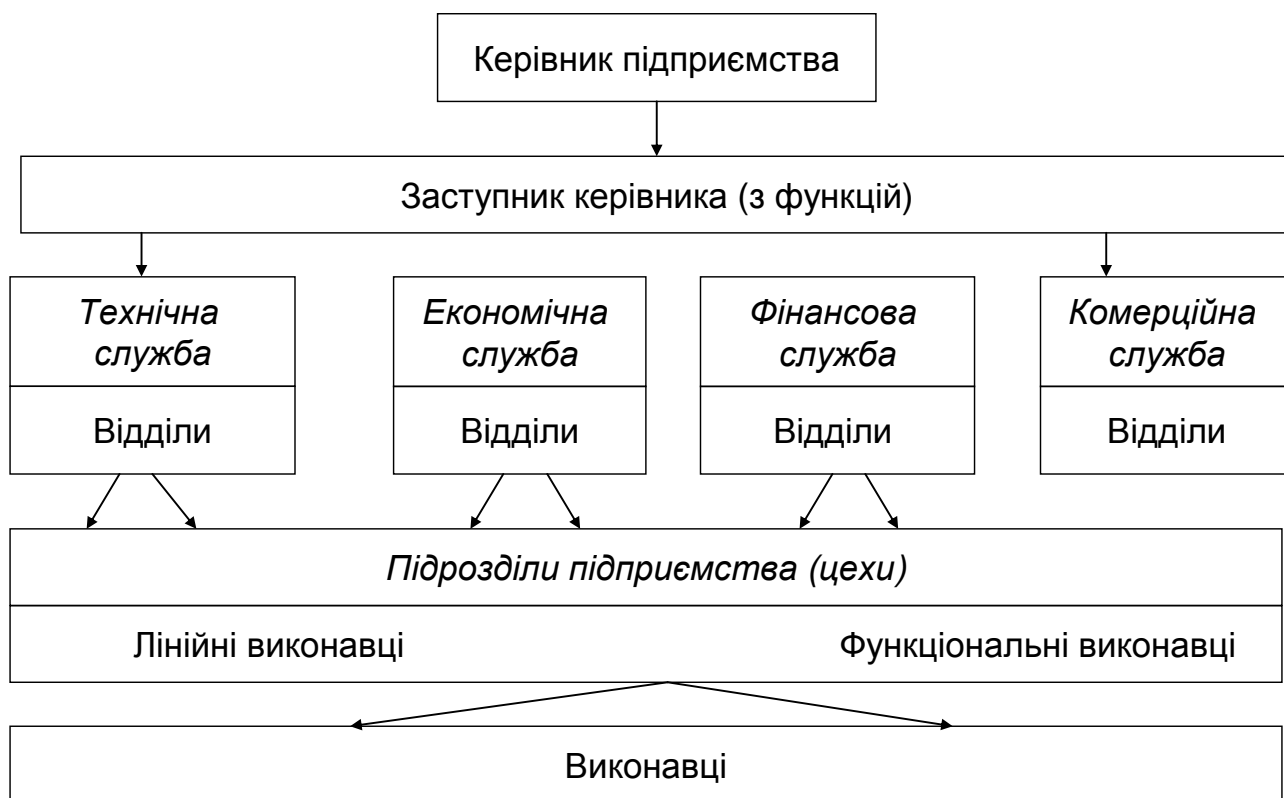 Керівник підприємства
Заступник керівника (з функцій)
Технічна
служба
Економічна
служба
Фінансова
служба
Комерційна
служба
Відділи
Відділи
Відділи
Відділи
Підрозділи підприємства (цехи)
Лінійні виконавці
Функціональні виконавці
Виконавці